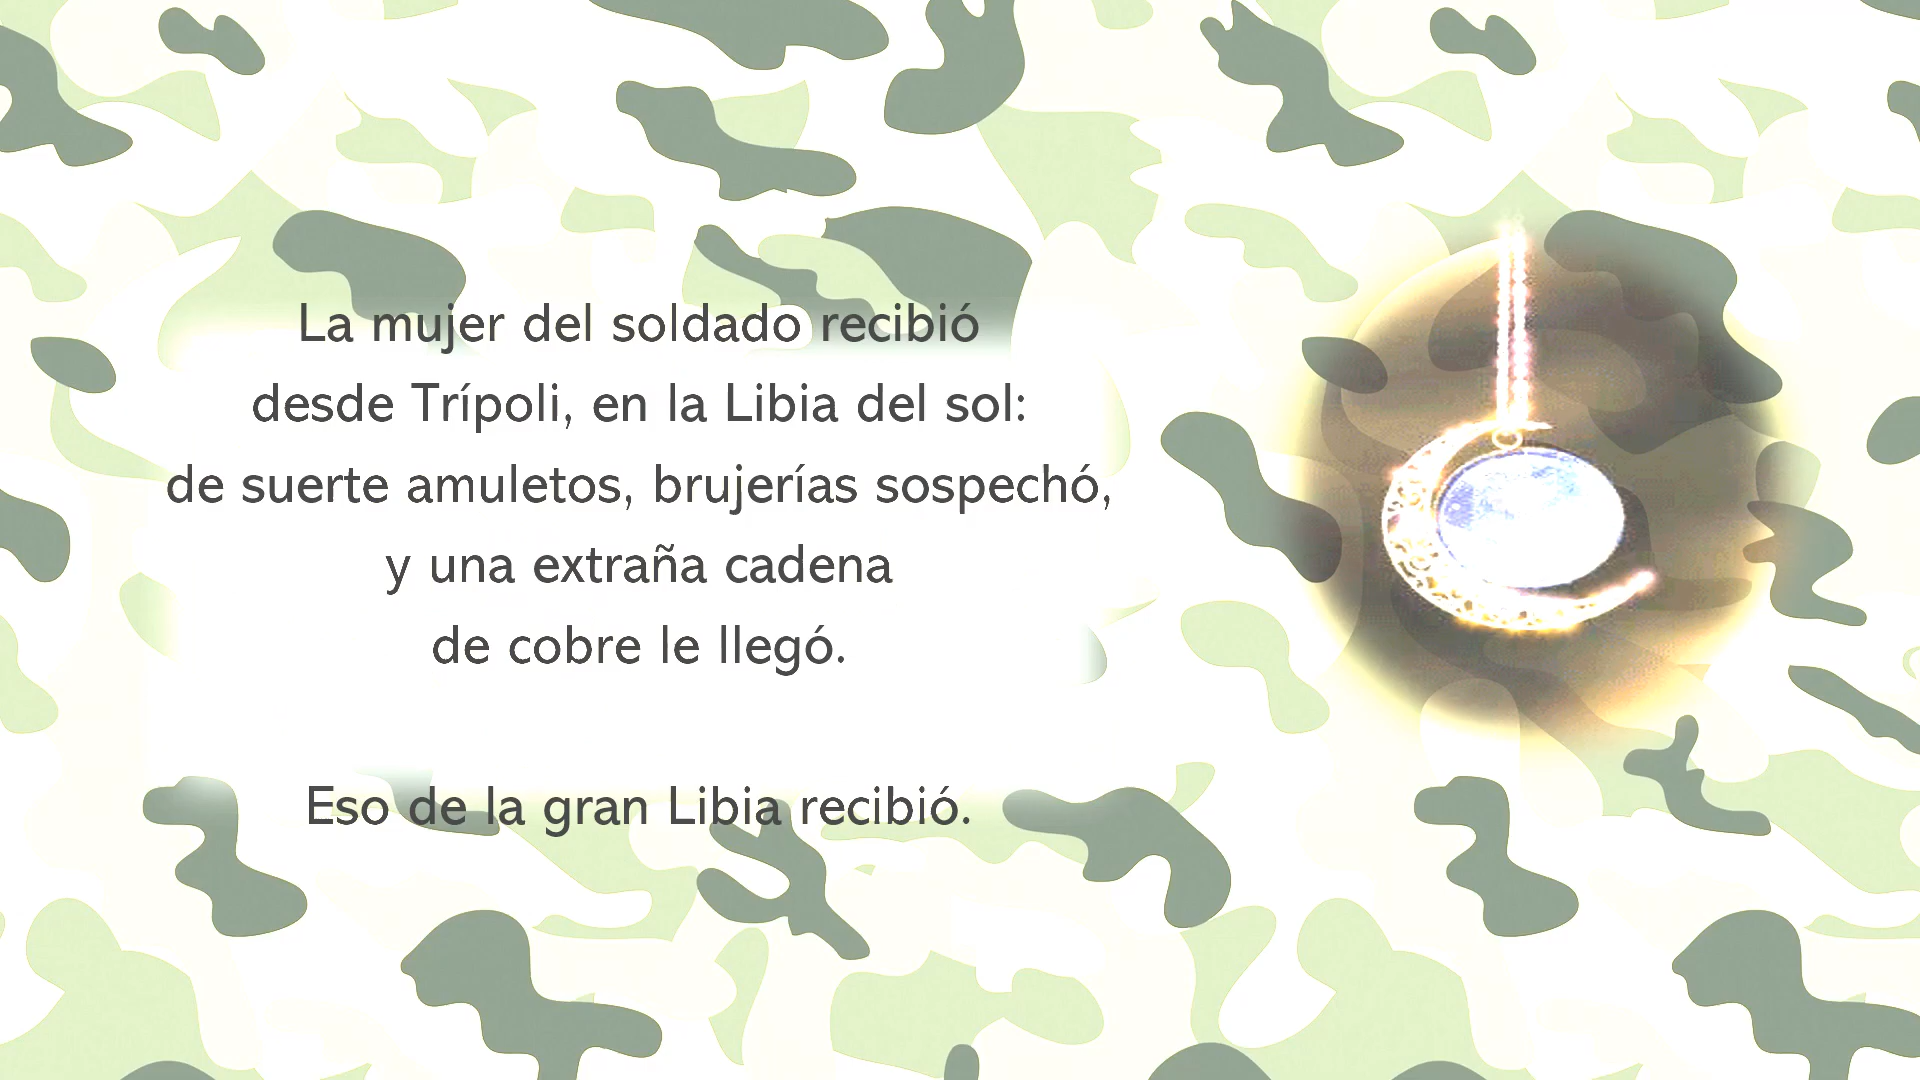 La mujer del soldado recibió
desde Trípoli, en la Libia del sol:
de suerte amuletos, brujerías sospechó,
y una extraña cadena
de cobre le llegó.
Eso de la gran Libia recibió.